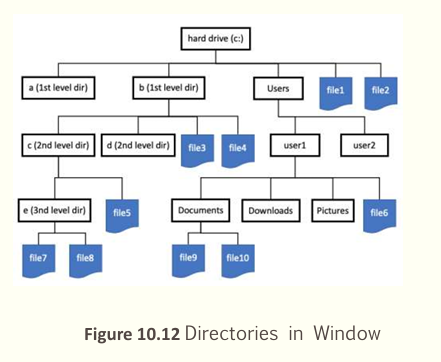 hard drive (c:)
a (1st level dir) b (1st level dir) Users file1 file2
c (2nd level dir) d (2nd level dir) file3 file4 user1 user2
e (3nd level dir) file5 Documents Downloads Pictures file6
file7 file8 file9 file10
Figure 10.12 Directories in Window